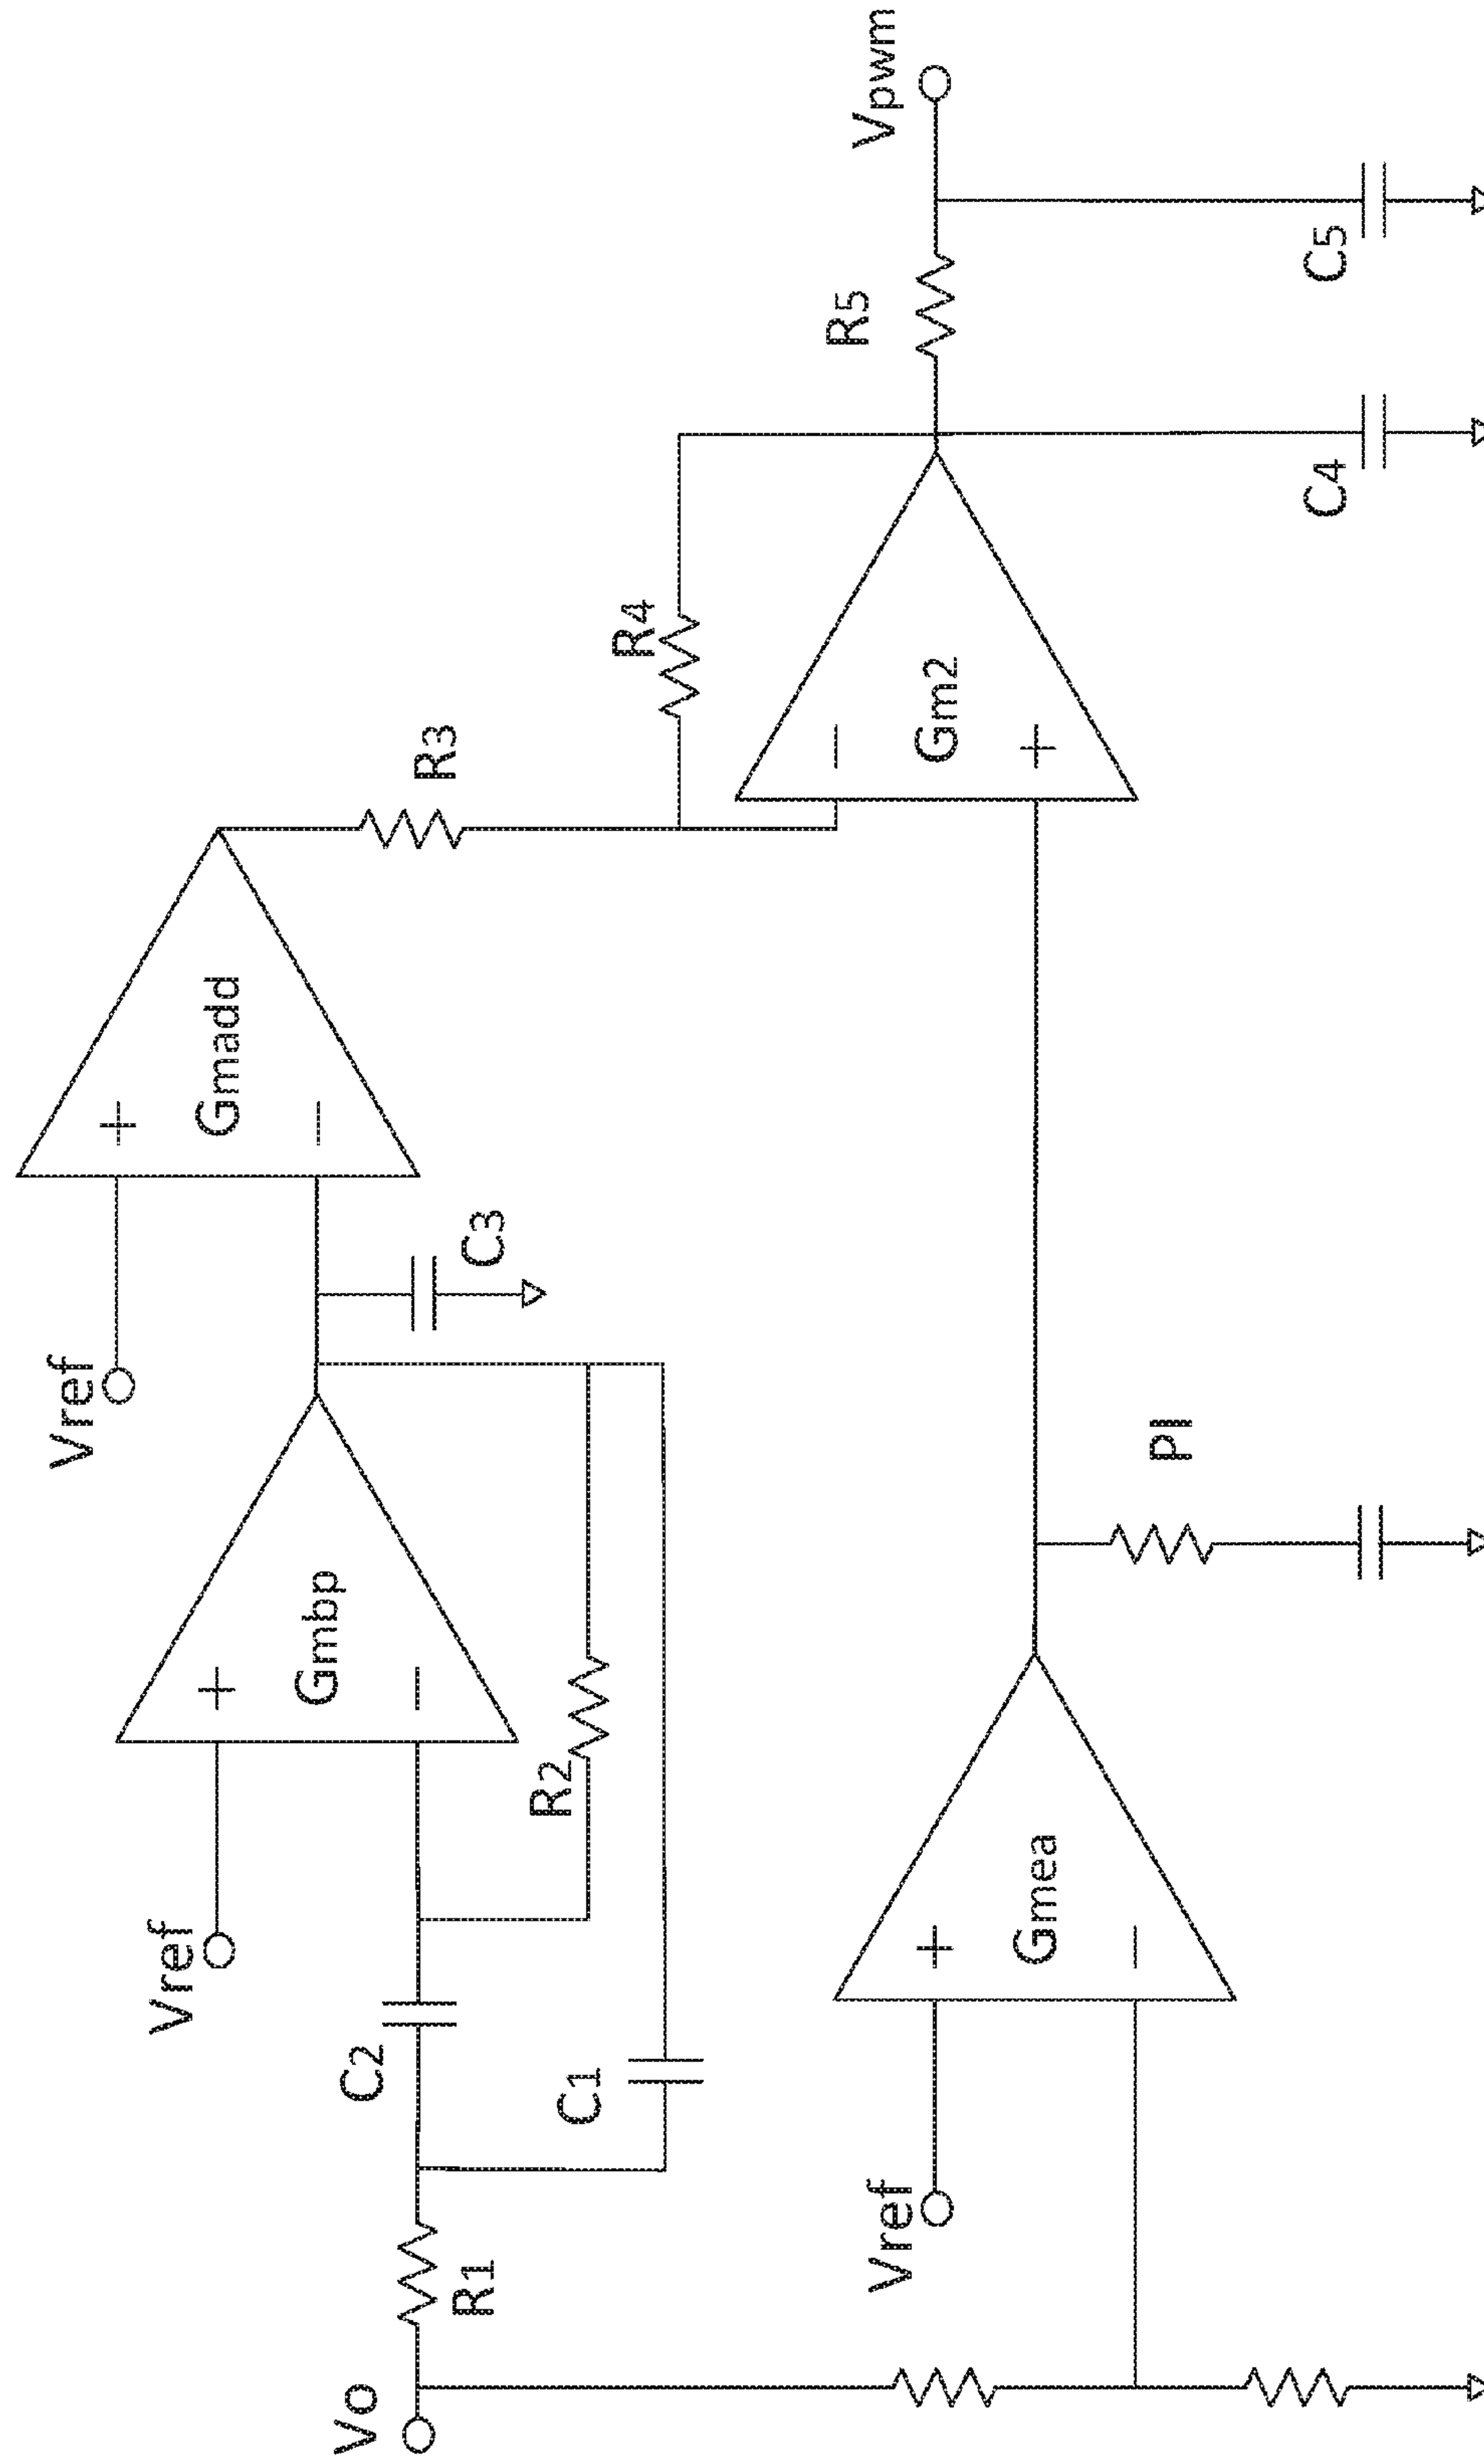 Vo
R1
C2
C1
R2
Vref
+
Gmbp
−
C3
Vref
+
Gmadd
−
R3
R4
−
Gm2
+
R5
Vpwm
C4
C5
Vref
+
Gmea
−
PI